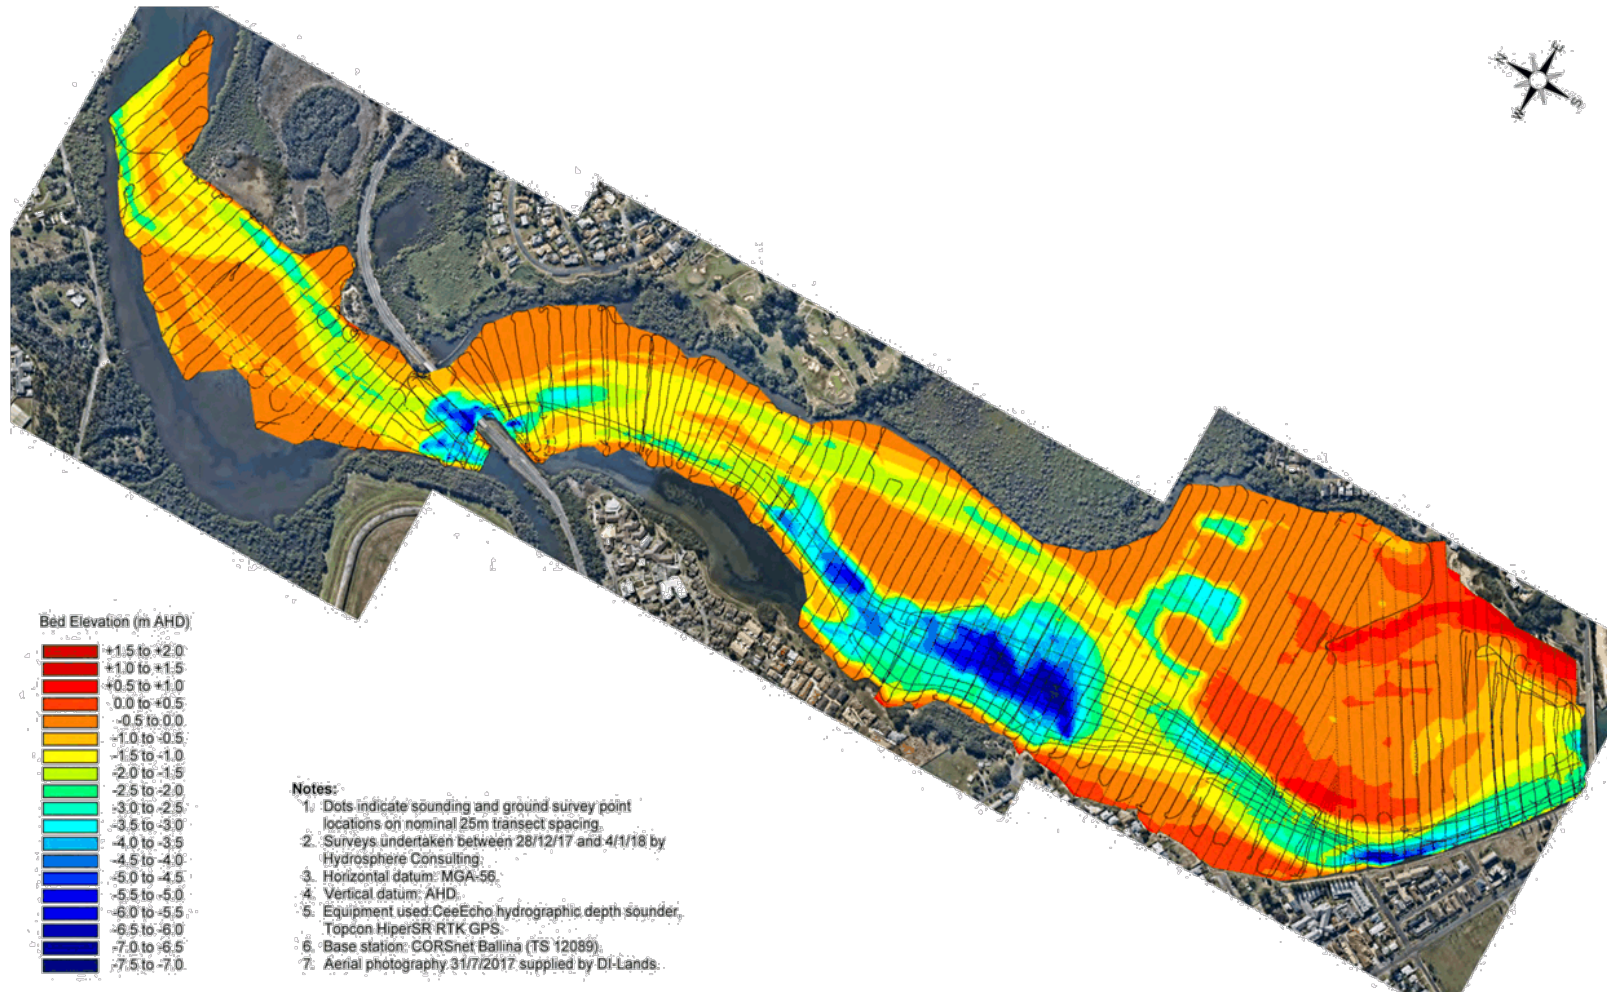 N
E
S
W
Bed Elevation (m AHD)
+1.5 to +2.0
+1.0 to +1.5
+0.5 to +1.0
0.0 to +0.5
-0.5 to 0.0
-1.0 to -0.5
-1.5 to -1.0
-2.0 to -1.5
-2.5 to -2.0
-3.0 to -2.5
-3.5 to -3.0
-4.0 to -3.5
-4.5 to -4.0
-5.0 to -4.5
-5.5 to -5.0
-6.0 to -5.5
-6.5 to -6.0
-7.0 to -6.5
-7.5 to -7.0
Notes:
1. Dots indicate sounding and ground survey point
locations on nominal 25m transect spacing.
2. Surveys undertaken between 28/12/17 and 4/1/18 by
Hydrosphere Consulting.
3. Horizontal datum: MGA-56.
4. Vertical datum: AHD.
5. Equipment used:CeeEcho hydrographic depth sounder,
Topcon HiperSR RTK GPS.
6. Base station: CORSnet Ballina (TS 12089).
7. Aerial photography 31/7/2017 supplied by DI-Lands.